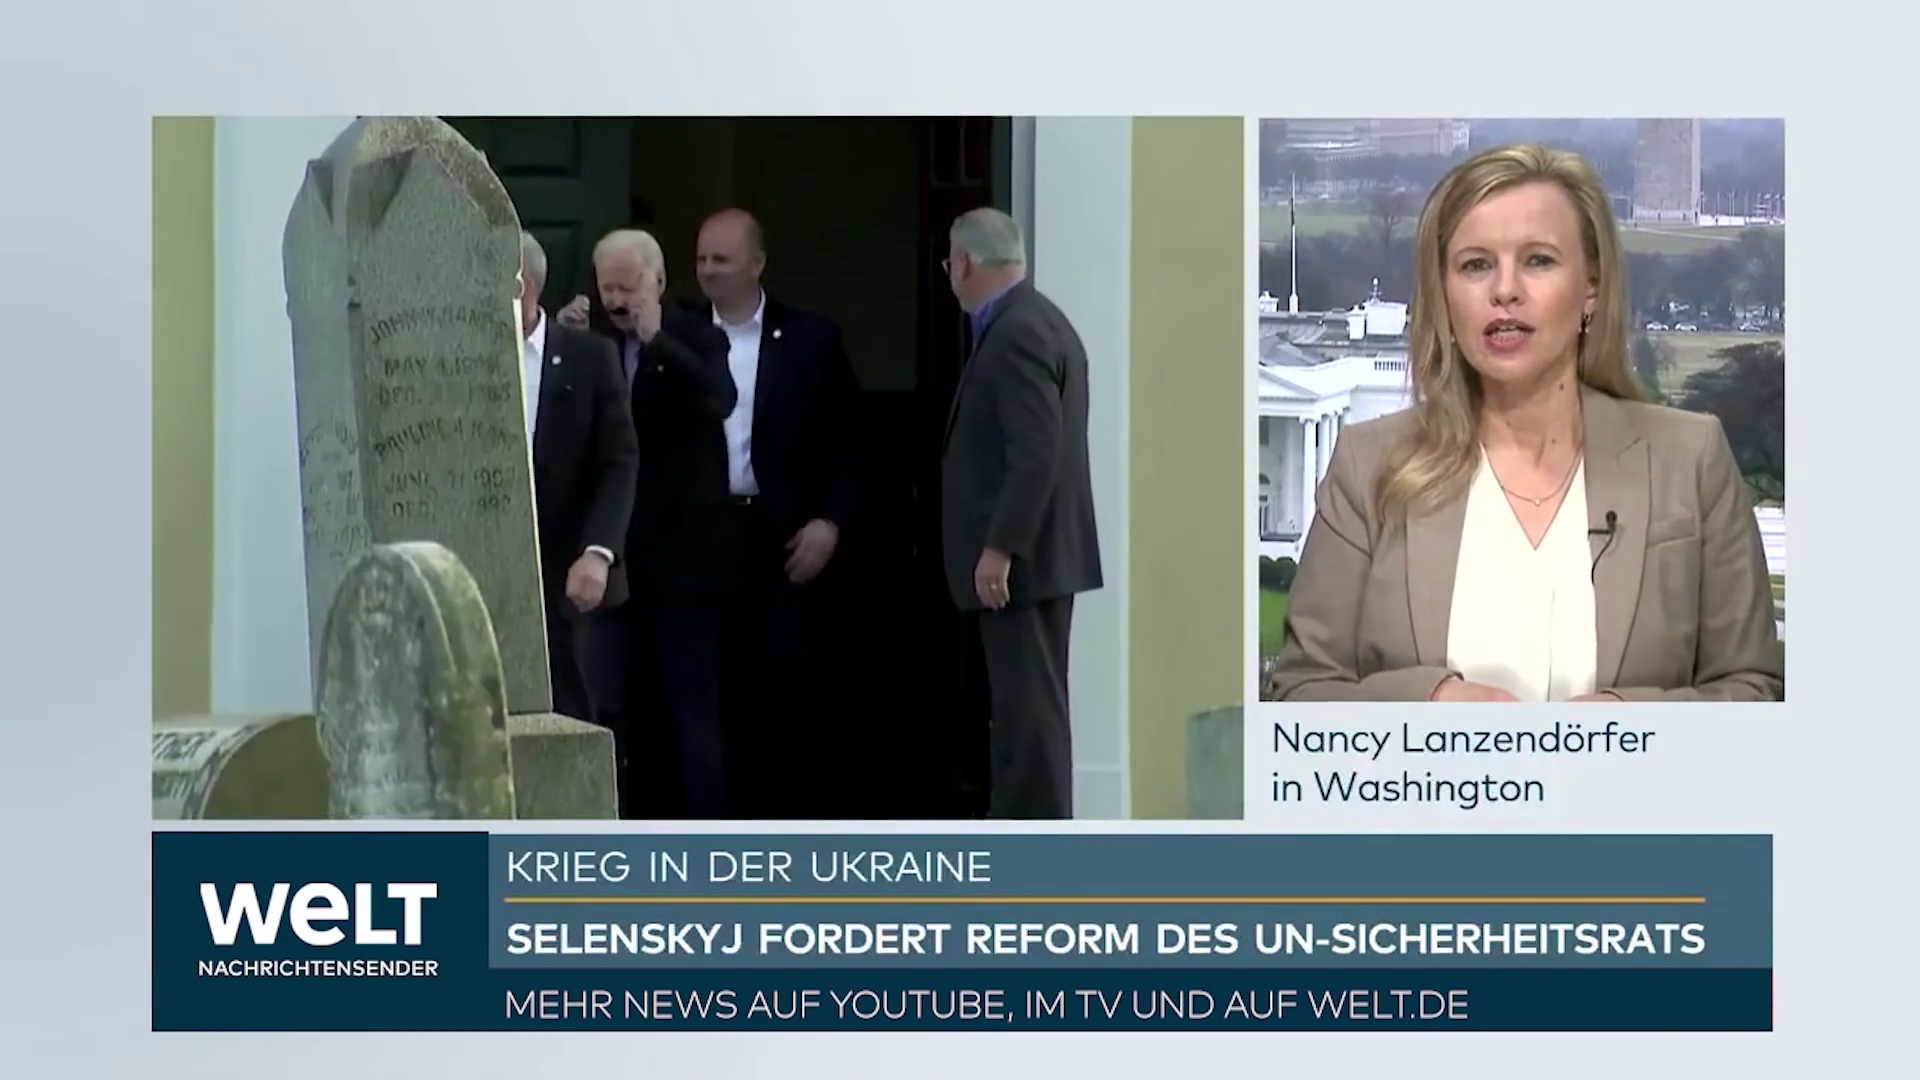 MAY
JUNE
DEC.
Nancy Lanzendörfer
in Washington
WELT
NACHRICHTENSENDER
KRIEG IN DER UKRAINE
SELENSKYJ FORDERT REFORM DES UN-SICHERHEITSRATS
MEHR NEWS AUF YOUTUBE, IM TV UND AUF WELT.DE